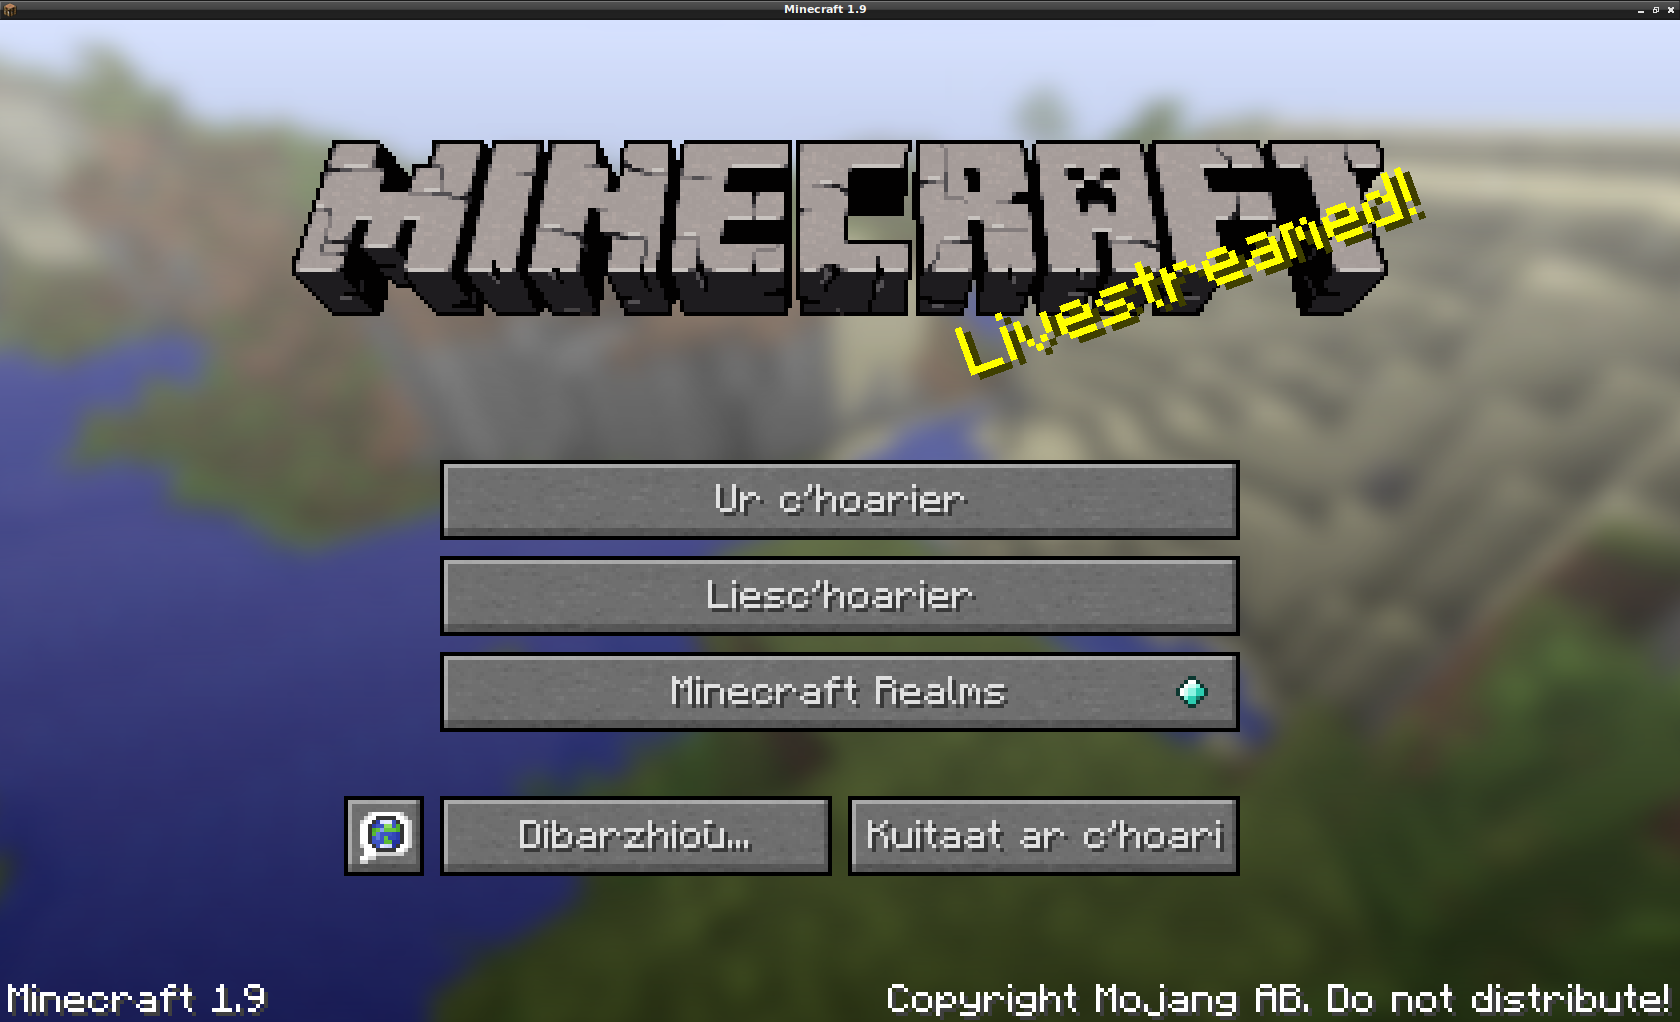 Minecraft 1.9
MINECRAFT
Livestreamed!
Ur c'hoarier
Liesc'hoarier
Minecraft Realms
Dibarzhioù...
Kuitaat ar c'hoari
Minecraft 1.9
Copyright Mojang AB. Do not distribute!